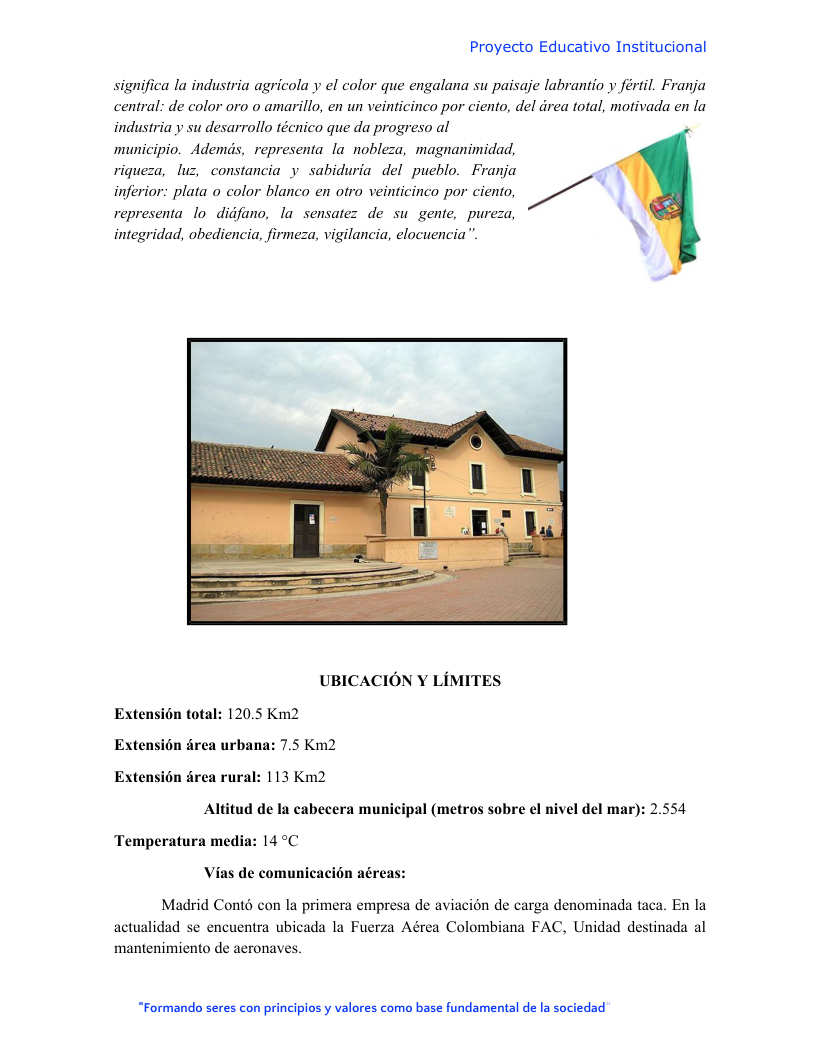 Proyecto Educativo Institucional
significa la industria agrícola y el color que engalana su paisaje labrantío y fértil. Franja
central: de color oro o amarillo, en un veinticinco por ciento, del área total, motivada en la
industria y su desarrollo técnico que da progreso al
municipio. Además, representa la nobleza, magnanimidad,
riqueza, luz, constancia y sabiduría del pueblo. Franja
inferior: plata o color blanco en otro veinticinco por ciento,
representa lo diáfano, la sensatez de su gente, pureza,
integridad, obediencia, firmeza, vigilancia, elocuencia”.
UBICACIÓN Y LÍMITES
Extensión total: 120.5 Km2
Extensión área urbana: 7.5 Km2
Extensión área rural: 113 Km2
Altitud de la cabecera municipal (metros sobre el nivel del mar): 2.554
Temperatura media: 14 °C
Vías de comunicación aéreas:
Madrid Contó con la primera empresa de aviación de carga denominada taca. En la
actualidad se encuentra ubicada la Fuerza Aérea Colombiana FAC, Unidad destinada al
mantenimiento de aeronaves.
"Formando seres con principios y valores como base fundamental de la sociedad"